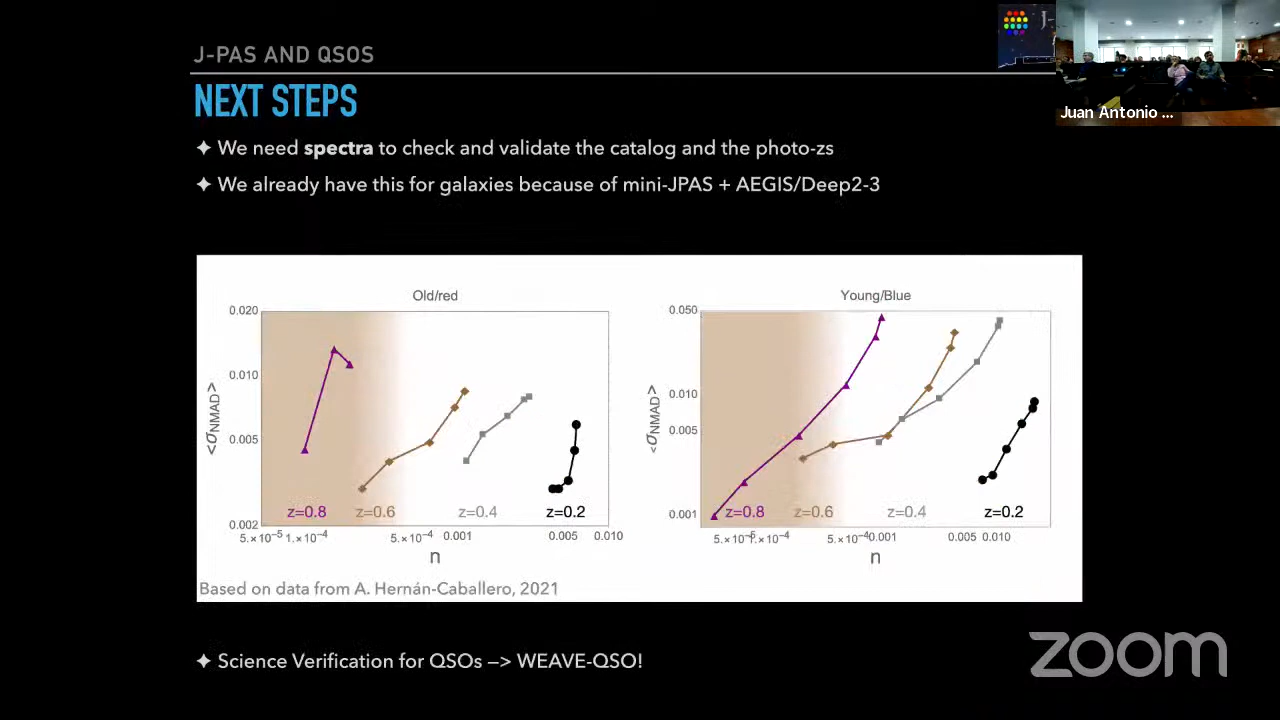 J-PAS AND QSOS
NEXT STEPS
✦ We need spectra to check and validate the catalog and the photo-zs
✦ We already have this for galaxies because of mini-JPAS + AEGIS/Deep2-3
Juan Antonio ...
Old/red
0.020
0.010
0.005
0.002
<σNMAD>
z=0.8
z=0.6
z=0.4
z=0.2
5.×10⁻⁵ 1.×10⁻⁴ 5.×10⁻⁴ 0.001 0.005 0.010
n
Young/Blue
0.050
0.010
0.005
0.001
<σNMAD>
z=0.8
z=0.6
z=0.4
z=0.2
5.×10⁻⁵ 1.×10⁻⁴ 5.×10⁻⁴ 0.001 0.005 0.010
n
Based on data from A. Hernán-Caballero, 2021
✦ Science Verification for QSOs —> WEAVE-QSO!
zoom